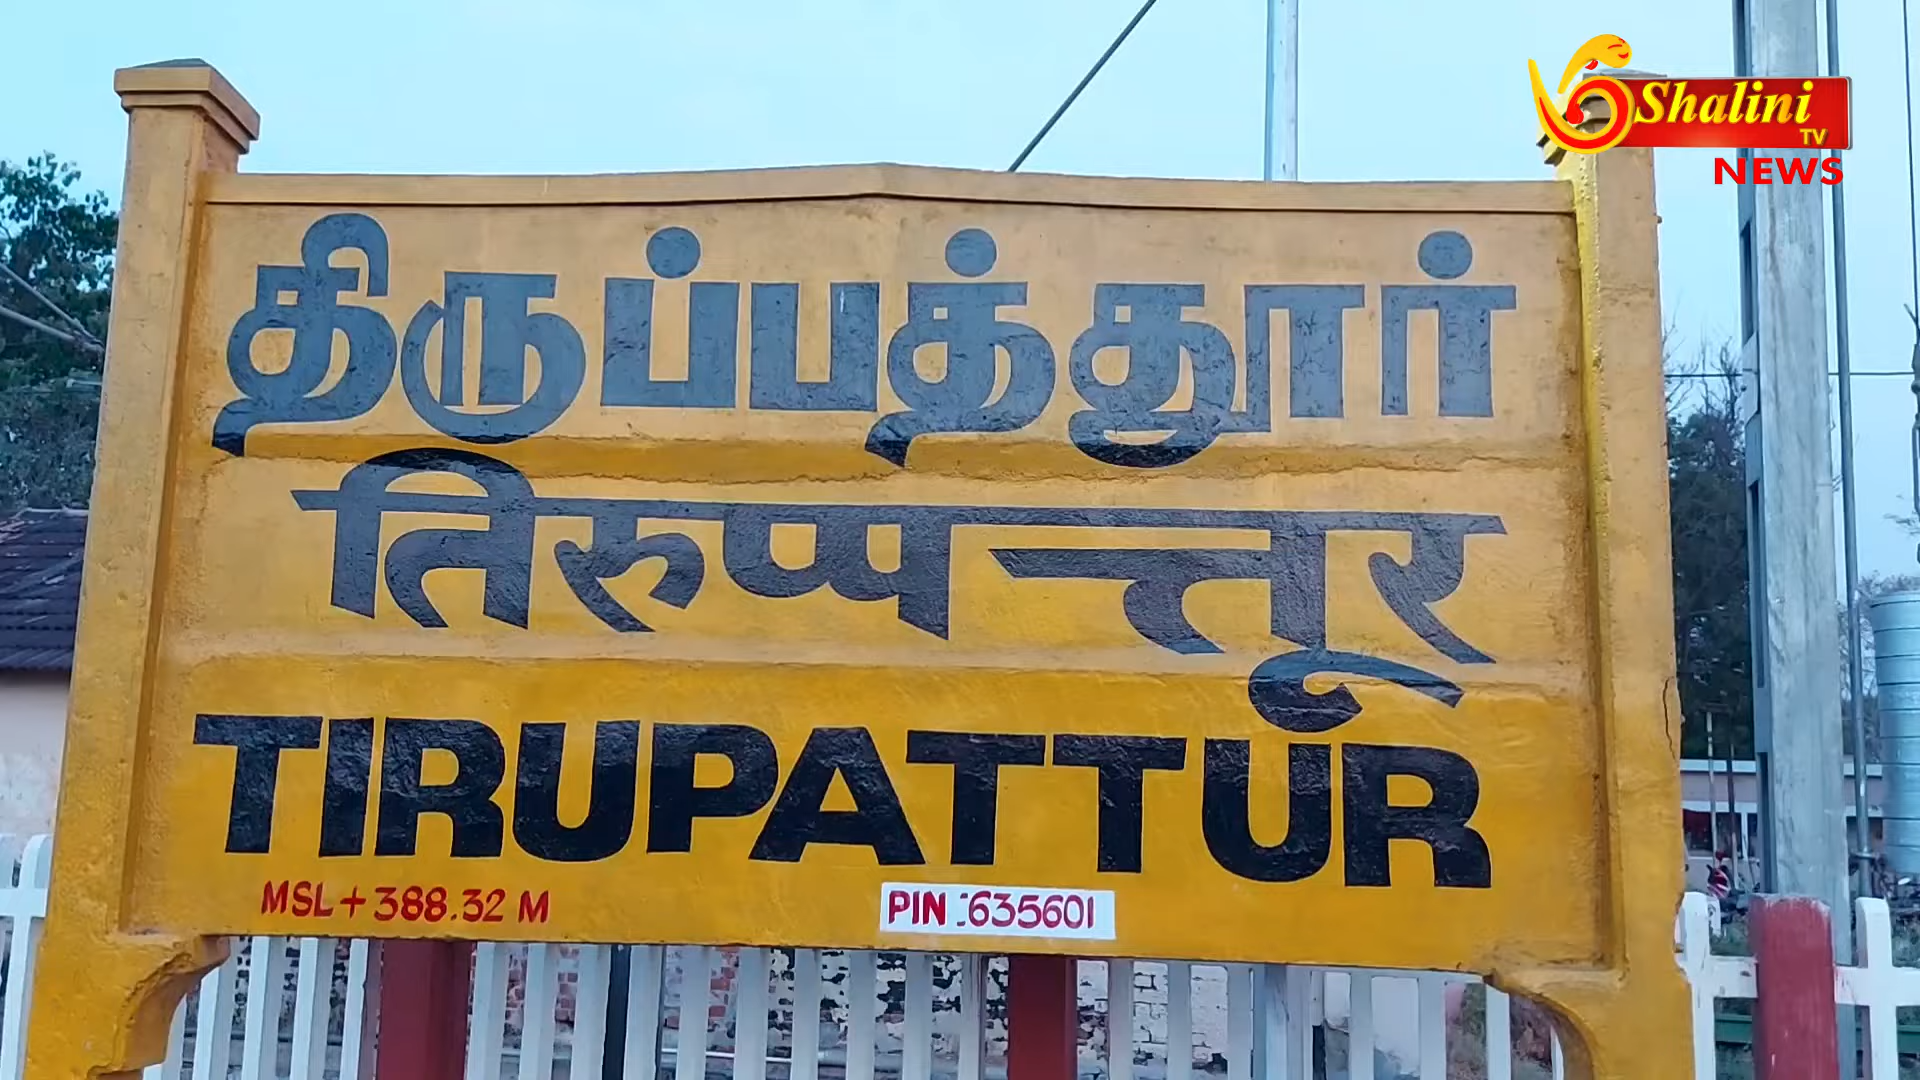 Shalini
TV
NEWS
திருப்பத்தூர்
तिरुप्पत्तूर
TIRUPATTUR
MSL+388.32 M
PIN :635601